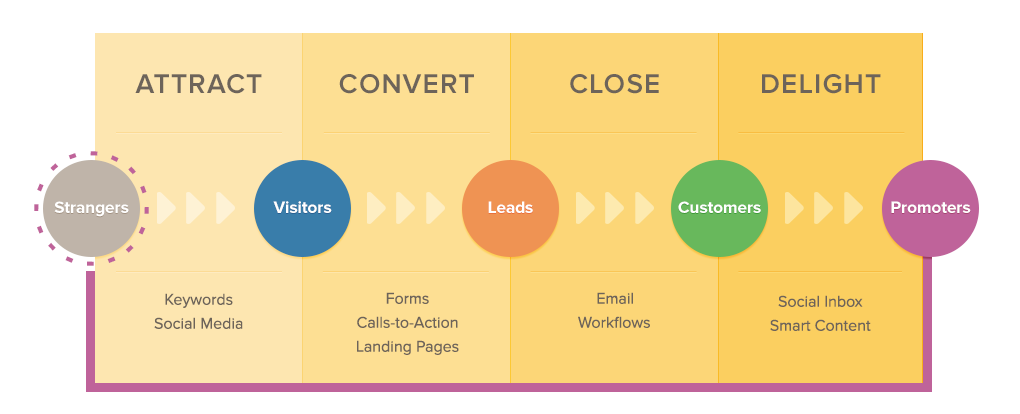 ATTRACT
CONVERT
CLOSE
DELIGHT
Strangers
Visitors
Leads
Customers
Promoters
Keywords
Social Media
Forms
Calls-to-Action
Landing Pages
Email
Workflows
Social Inbox
Smart Content